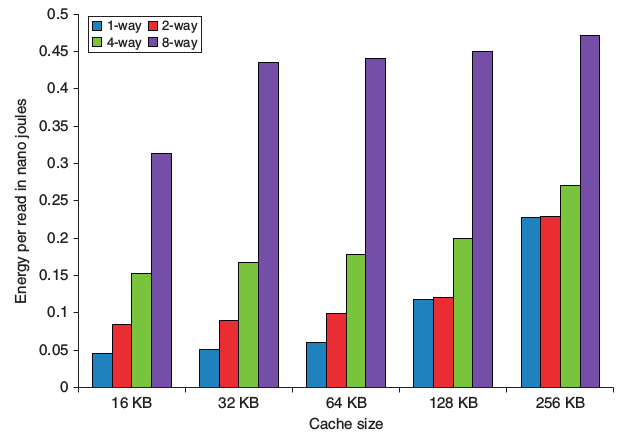 0.5
1-way 2-way
4-way 8-way
0.45
0.4
0.35
0.3
0.25
0.2
0.15
0.1
0.05
0
Energy per read in nano joules
16 KB 32 KB 64 KB 128 KB 256 KB
Cache size